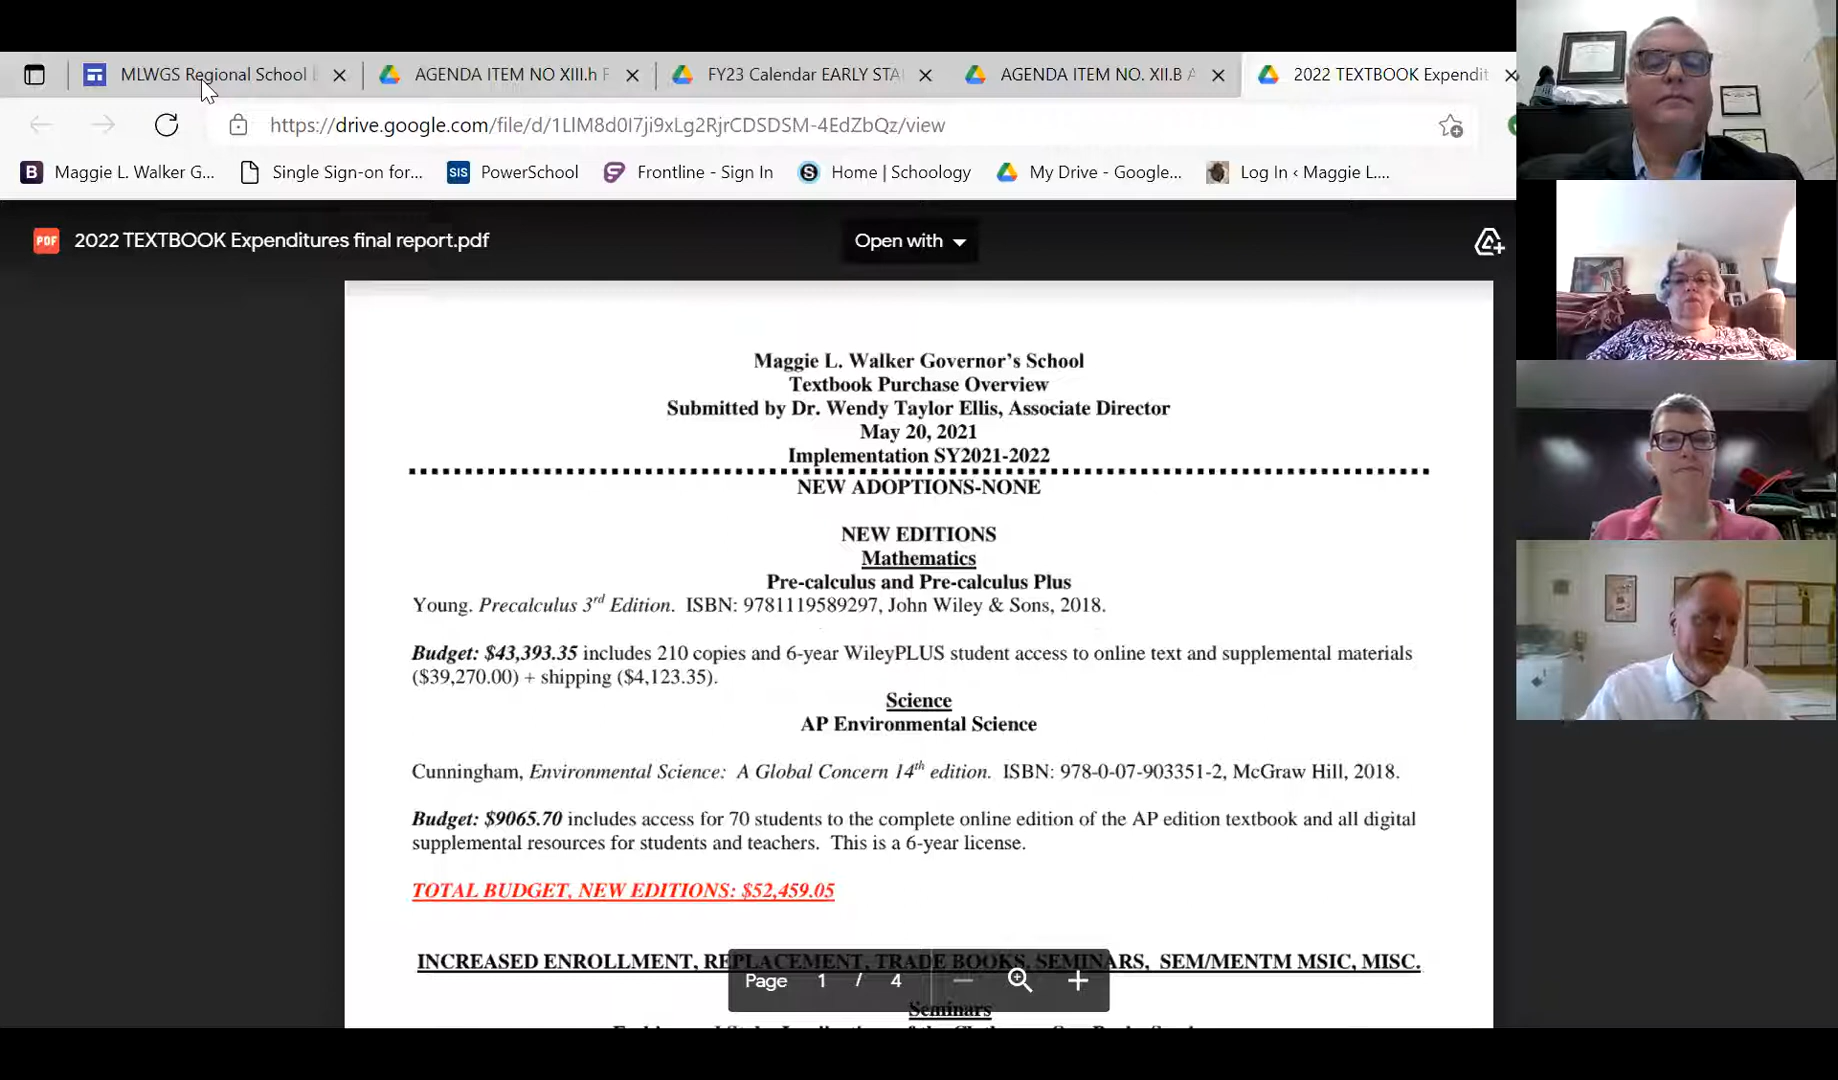 MLWGS Regional School
AGENDA ITEM NO XIII.h
FY23 Calendar EARLY STA
AGENDA ITEM NO. XII.B A
2022 TEXTBOOK Expendit
https://drive.google.com/file/d/1LlM8d0I7ji9xLg2RjrCDSDSM-4EdZbQz/view
Maggie L. Walker G...
Single Sign-on for...
SIS PowerSchool
Frontline - Sign In
Home | Schoology
My Drive - Google...
Log In ‹ Maggie L....
PDF 2022 TEXTBOOK Expenditures final report.pdf
Open with
Maggie L. Walker Governor's School
Textbook Purchase Overview
Submitted by Dr. Wendy Taylor Ellis, Associate Director
May 20, 2021
Implementation SY2021-2022
NEW ADOPTIONS-NONE
NEW EDITIONS
Mathematics
Pre-calculus and Pre-calculus Plus
Young. Precalculus 3rd Edition. ISBN: 9781119589297, John Wiley & Sons, 2018.
Budget: $43,393.35 includes 210 copies and 6-year WileyPLUS student access to online text and supplemental materials
($39,270.00) + shipping ($4,123.35).
Science
AP Environmental Science
Cunningham, Environmental Science: A Global Concern 14th edition. ISBN: 978-0-07-903351-2, McGraw Hill, 2018.
Budget: $9065.70 includes access for 70 students to the complete online edition of the AP edition textbook and all digital
supplemental resources for students and teachers. This is a 6-year license.
TOTAL BUDGET, NEW EDITIONS: $52,459.05
INCREASED ENROLLMENT, REPLACEMENT, TRADE BOOKS, SEMINARS, SEM/MENTM MSIC, MISC.
Page 1 / 4
Seminars